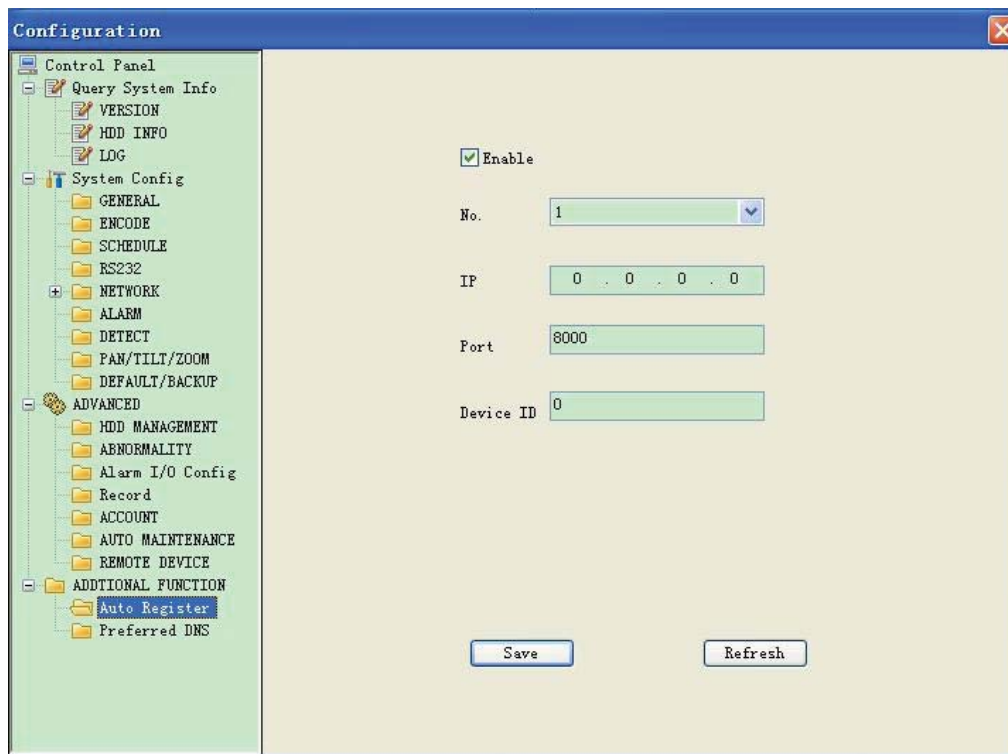 Configuration
Control Panel
Query System Info
VERSION
HDD INFO
LOG
System Config
GENERAL
ENCODE
SCHEDULE
RS232
NETWORK
ALARM
DETECT
PAN/TILT/ZOOM
DEFAULT/BACKUP
ADVANCED
HDD MANAGEMENT
ABNORMALITY
Alarm I/O Config
Record
ACCOUNT
AUTO MAINTENANCE
REMOTE DEVICE
ADDTIONAL FUNCTION
Auto Register
Preferred DNS
Enable
No. 1
IP 0 . 0 . 0 . 0
Port 8000
Device ID 0
Save Refresh